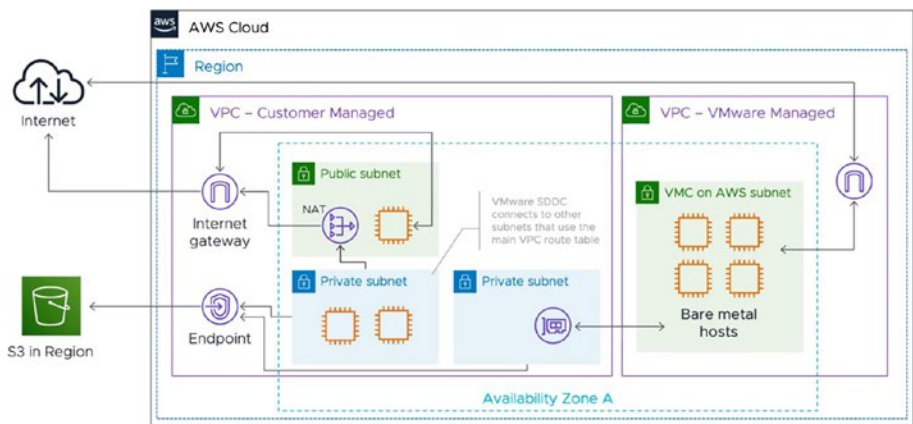 aws
AWS Cloud
Region
Internet
VPC – Customer Managed
VPC – VMware Managed
Public subnet
NAT
Internet
gateway
VMware SDDC
connects to other
subnets that use the
main VPC route table
VMC on AWS subnet
Private subnet
Private subnet
Bare metal
hosts
Endpoint
S3 in Region
Availability Zone A